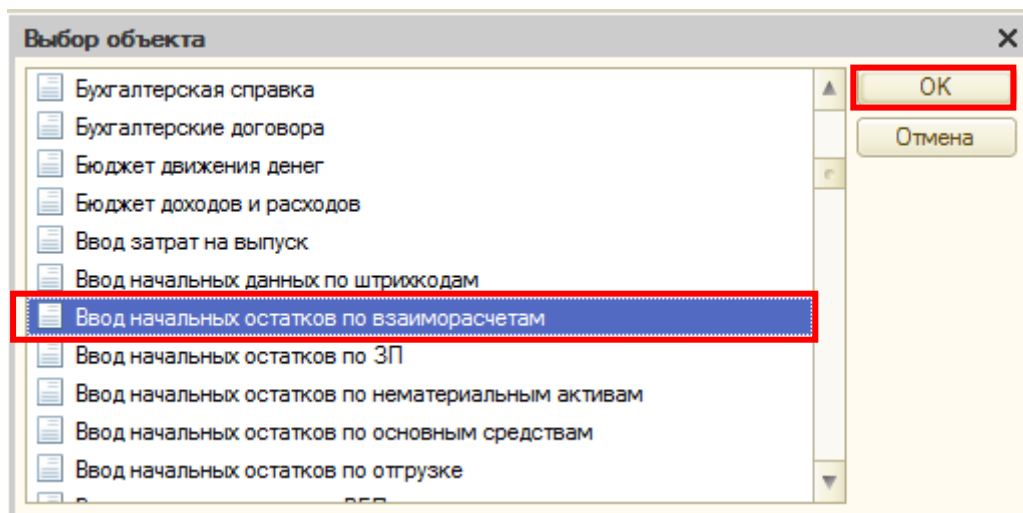 Выбор объекта
Бухгалтерская справка
OK
Бухгалтерские договора
Отмена
Бюджет движения денег
Бюджет доходов и расходов
Ввод затрат на выпуск
Ввод начальных данных по штрихкодам
Ввод начальных остатков по взаиморасчетам
Ввод начальных остатков по ЗП
Ввод начальных остатков по нематериальным активам
Ввод начальных остатков по основным средствам
Ввод начальных остатков по отгрузке